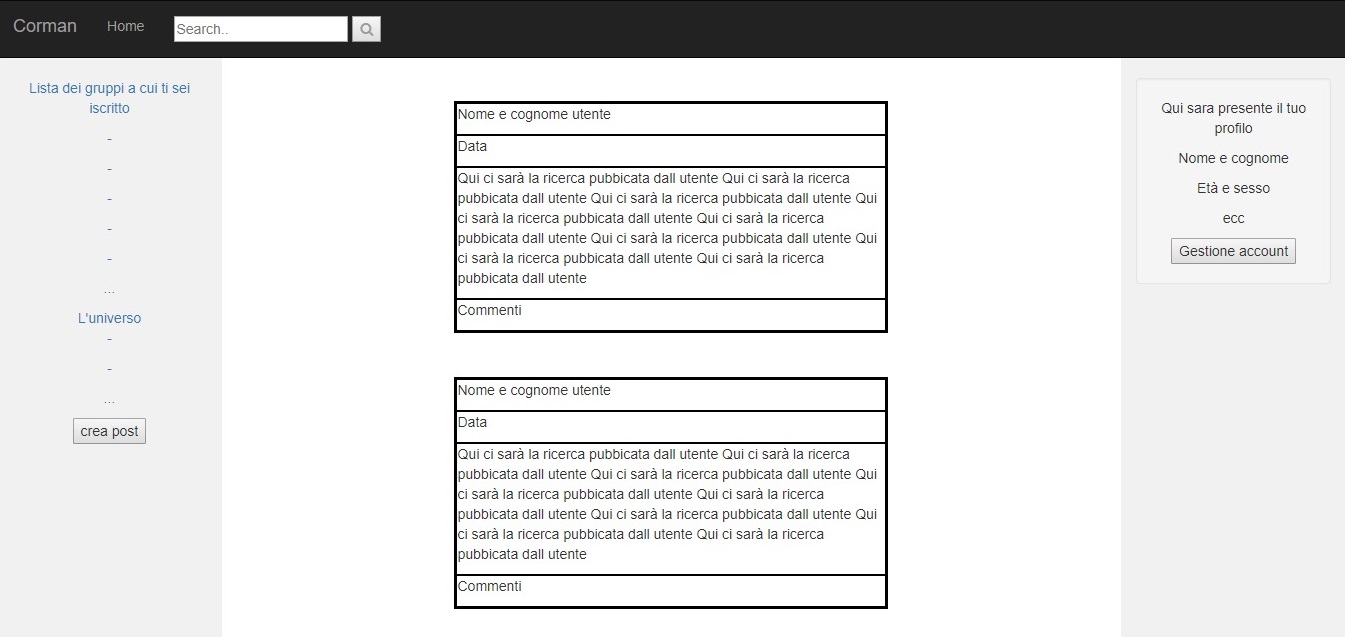 Corman Home Search..
Lista dei gruppi a cui ti sei
iscritto
-
-
-
-
-
...
L'universo
-
-
...
crea post
Nome e cognome utente
Data
Qui ci sarà la ricerca pubbicata dall utente Qui ci sarà la ricerca
pubbicata dall utente Qui ci sarà la ricerca pubbicata dall utente Qui
ci sarà la ricerca pubbicata dall utente Qui ci sarà la ricerca
pubbicata dall utente Qui ci sarà la ricerca pubbicata dall utente Qui
ci sarà la ricerca pubbicata dall utente Qui ci sarà la ricerca
pubbicata dall utente
Commenti
Nome e cognome utente
Data
Qui ci sarà la ricerca pubbicata dall utente Qui ci sarà la ricerca
pubbicata dall utente Qui ci sarà la ricerca pubbicata dall utente Qui
ci sarà la ricerca pubbicata dall utente Qui ci sarà la ricerca
pubbicata dall utente Qui ci sarà la ricerca pubbicata dall utente Qui
ci sarà la ricerca pubbicata dall utente Qui ci sarà la ricerca
pubbicata dall utente
Commenti
Qui sara presente il tuo
profilo
Nome e cognome
Età e sesso
ecc
Gestione account